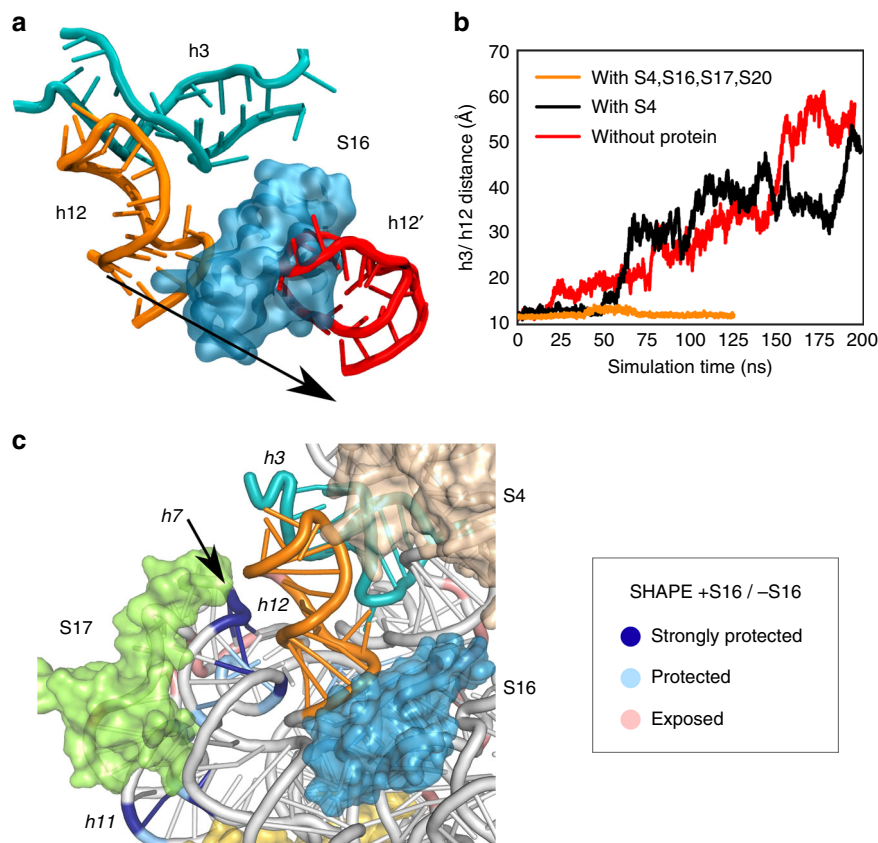 a
h3
S16
h12
h12′
b
70
60
50
40
30
20
10
h3/ h12 distance (Å)
With S4,S16,S17,S20
With S4
Without protein
0
25
50
75
100
125
150
175
200
Simulation time (ns)
c
h3
h7
S4
h12
S17
S16
h11
SHAPE +S16 / –S16
Strongly protected
Protected
Exposed